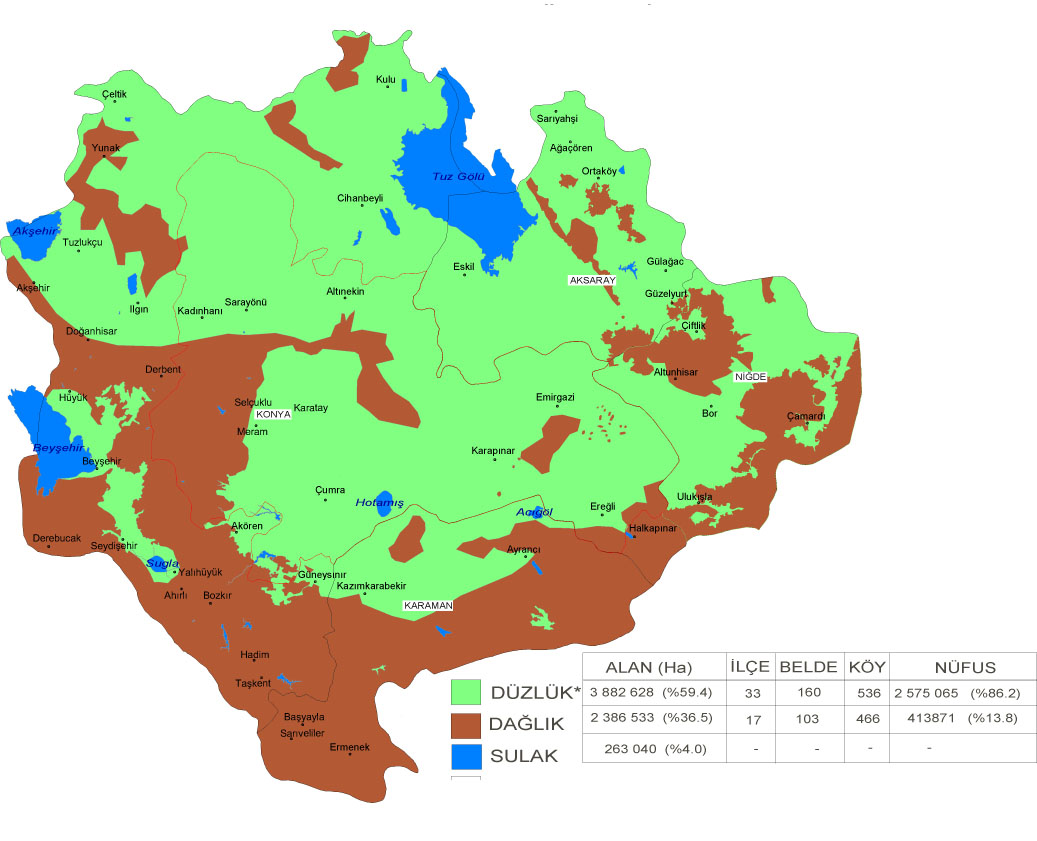 Kulu
Çeltik
Sarıyahşi
Ağaçören
Yunak
Ortaköy
Tuz Gölü
Cihanbeyli
Akşehir
Tuzlukçu
Gülağaç
Eskil
AKSARAY
Akşehir
Altınekin
Güzelyurt
Sarayönü
Ilgın
Kadınhanı
Çiftlik
Doğanhisar
Derbent
Altunhisar
NİĞDE
Hüyük
Emirgazi
Selçuklu
Karatay
KONYA
Bor
Çamardı
Meram
Beyşehir
Karapınar
Beyşehir
Çumra
Ulukışla
Hotamış
Ereğli
Acıgöl
Akören
Halkapınar
Derebucak
Seydişehir
Ayrancı
Sugla
Yalıhüyük
Güneysınır
Kazımkarabekir
Ahırlı
Bozkır
KARAMAN
Hadim
Taşkent
Başyayla
Sarıveliler
Ermenek
ALAN (Ha) İLÇE BELDE KÖY NÜFUS
DÜZLÜK* 3 882 628 (%59.4) 33 160 536 2 575 065 (%86.2)
DAĞLIK 2 386 533 (%36.5) 17 103 466 413871 (%13.8)
SULAK 263 040 (%4.0) - - - -